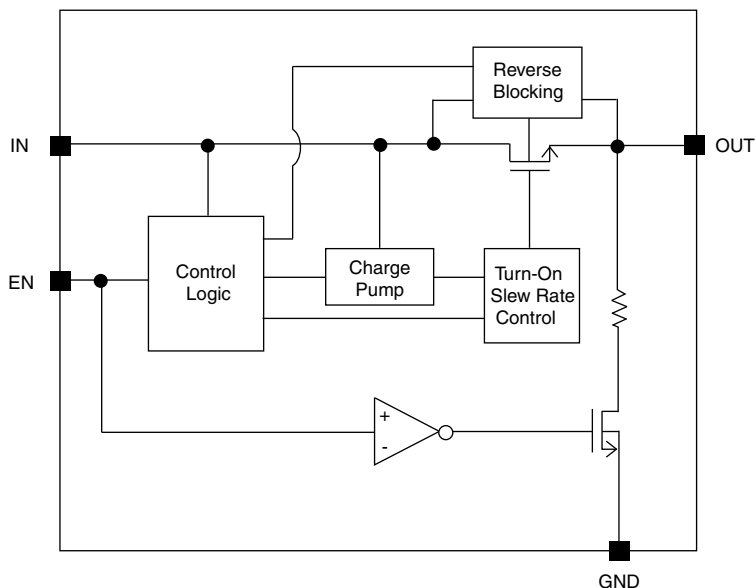 Reverse
Blocking
IN
OUT
EN
Control
Logic
Charge
Pump
Turn-On
Slew Rate
Control
+
-
GND